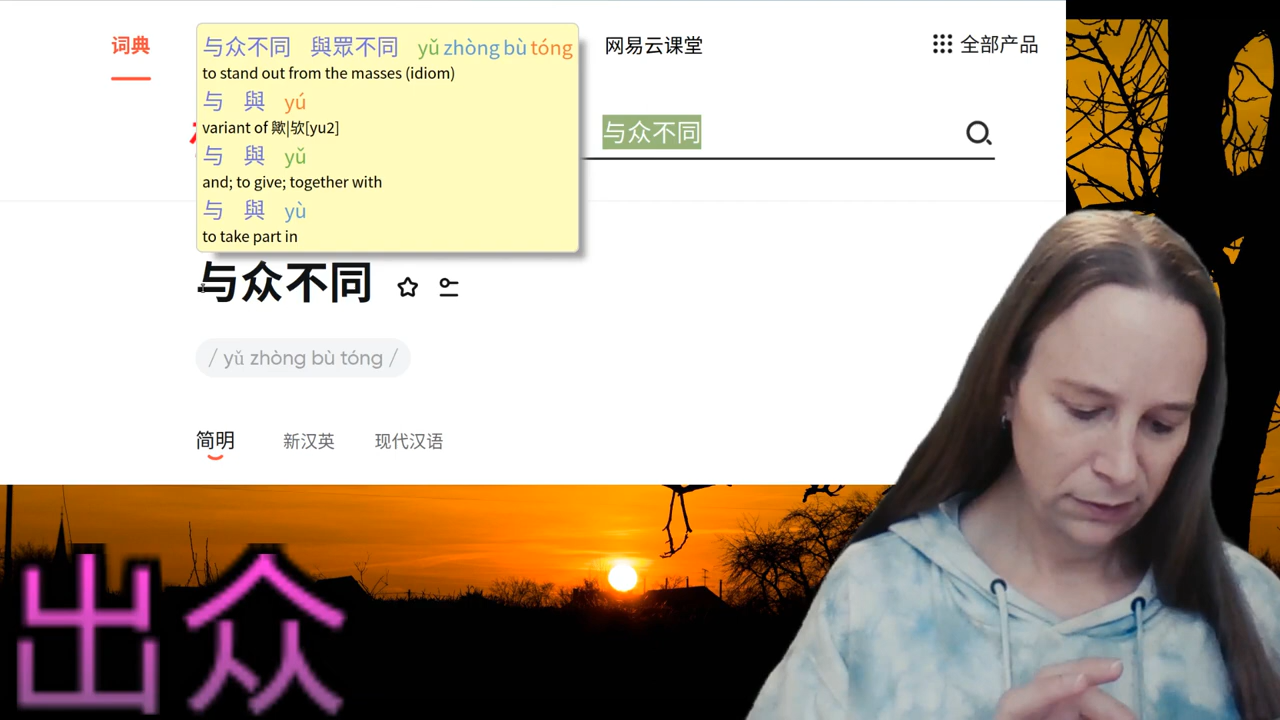 词典
与众不同 與眾不同 yǔ zhòng bù tóng
to stand out from the masses (idiom)
与 與 yú
variant of 歟|欤[yu2]
与 與 yǔ
and; to give; together with
与 與 yù
to take part in
网易云课堂
全部产品
与众不同
与众不同
/ yǔ zhòng bù tóng /
简明
新汉英
现代汉语
出众